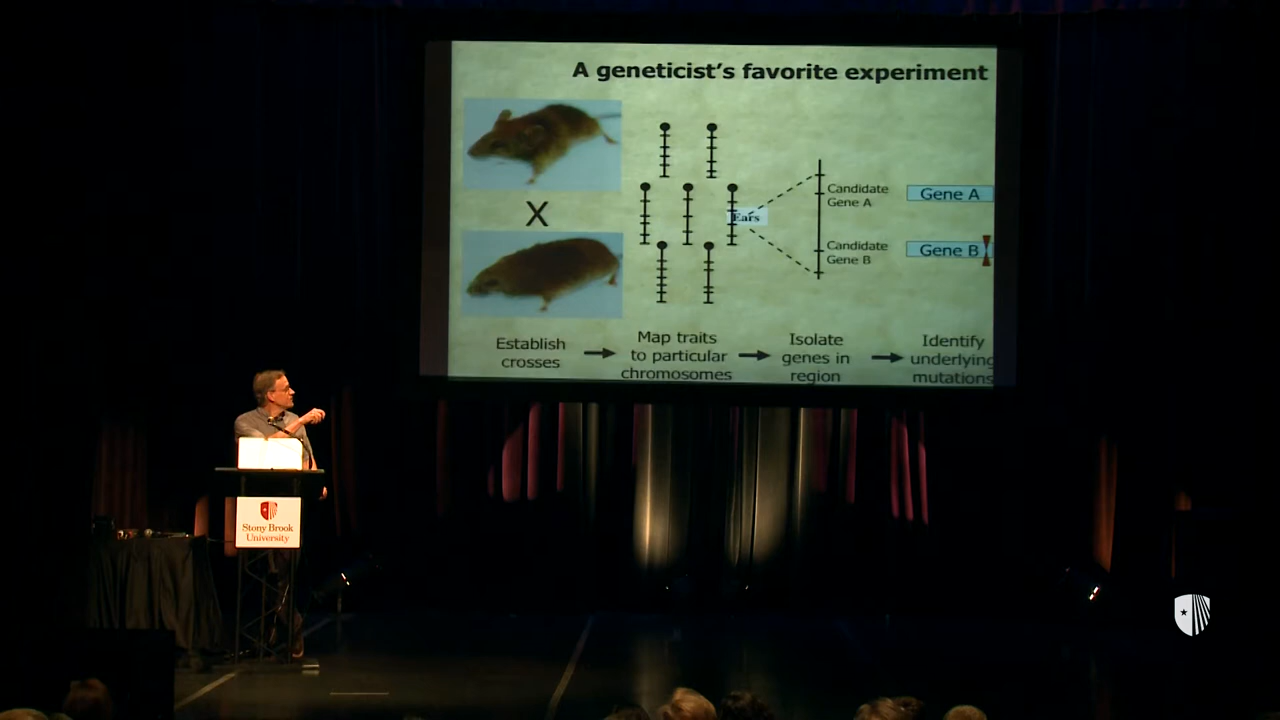 A geneticist's favorite experiment
X
Ears
Candidate
Gene A
Candidate
Gene B
Gene A
Gene B
Establish
crosses
Map traits
to particular
chromosomes
Isolate
genes in
region
Identify
underlying
mutations
Stony Brook
University